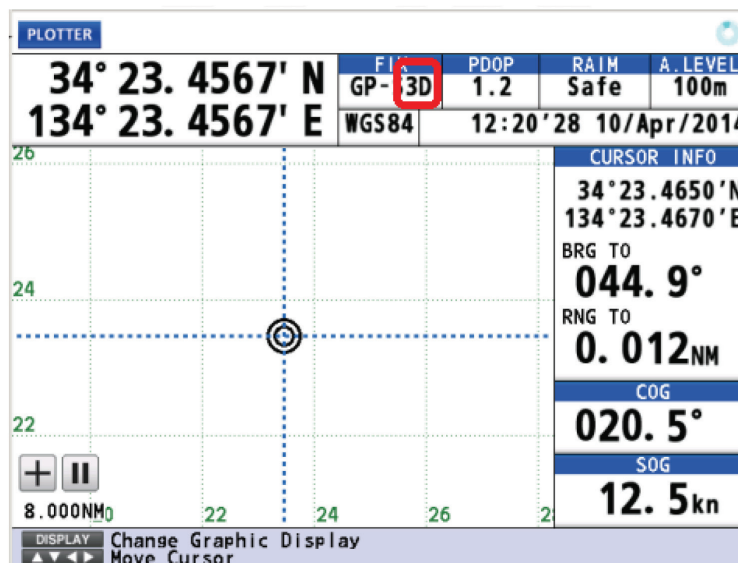 PLOTTER
34° 23. 4567' N
134° 23. 4567' E
FIX PDOP RAIM A.LEVEL
GP-S3D 1.2 Safe 100m
WGS84 12:20'28 10/Apr/2014
CURSOR INFO
34°23.4650'N
134°23.4670'E
BRG TO
044. 9°
RNG TO
0. 012NM
COG
020. 5°
SOG
12. 5kn
26
24
22
8.000NM
22 24 26
DISPLAY Change Graphic Display
▲▼◀▶ Move Cursor